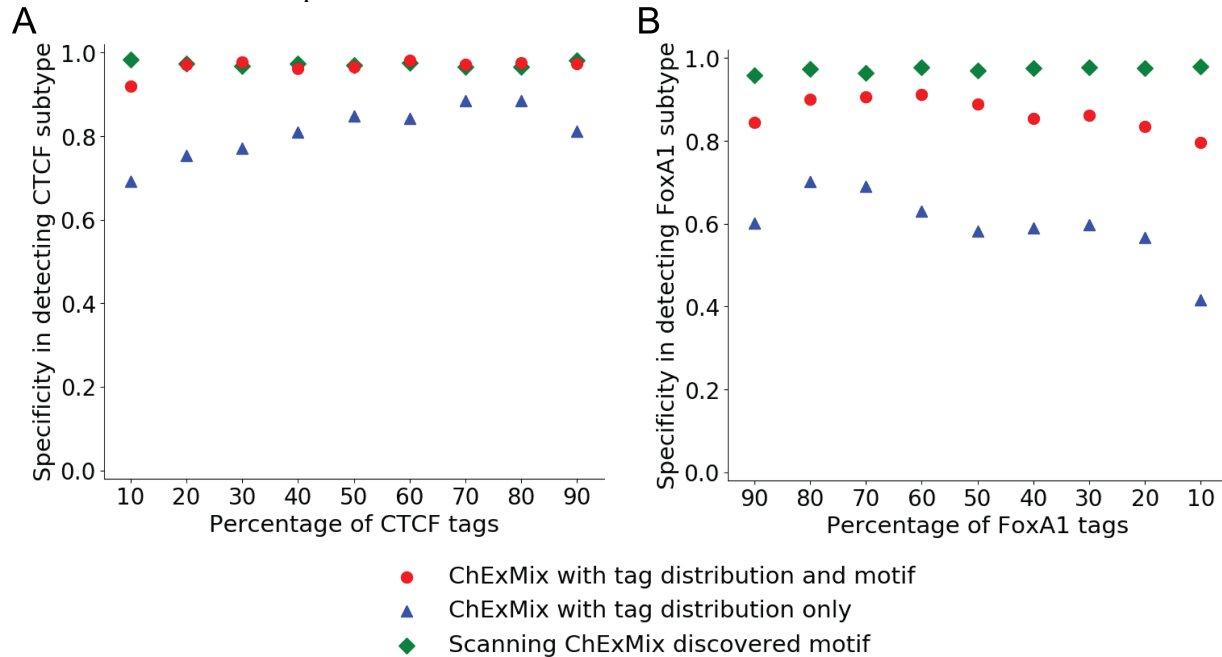 A
Specificity in detecting CTCF subtype
1.0
0.8
0.6
0.4
0.2
0.0
10 20 30 40 50 60 70 80 90
Percentage of CTCF tags
B
Specificity in detecting FoxA1 subtype
1.0
0.8
0.6
0.4
0.2
0.0
90 80 70 60 50 40 30 20 10
Percentage of FoxA1 tags
ChExMix with tag distribution and motif
ChExMix with tag distribution only
Scanning ChExMix discovered motif